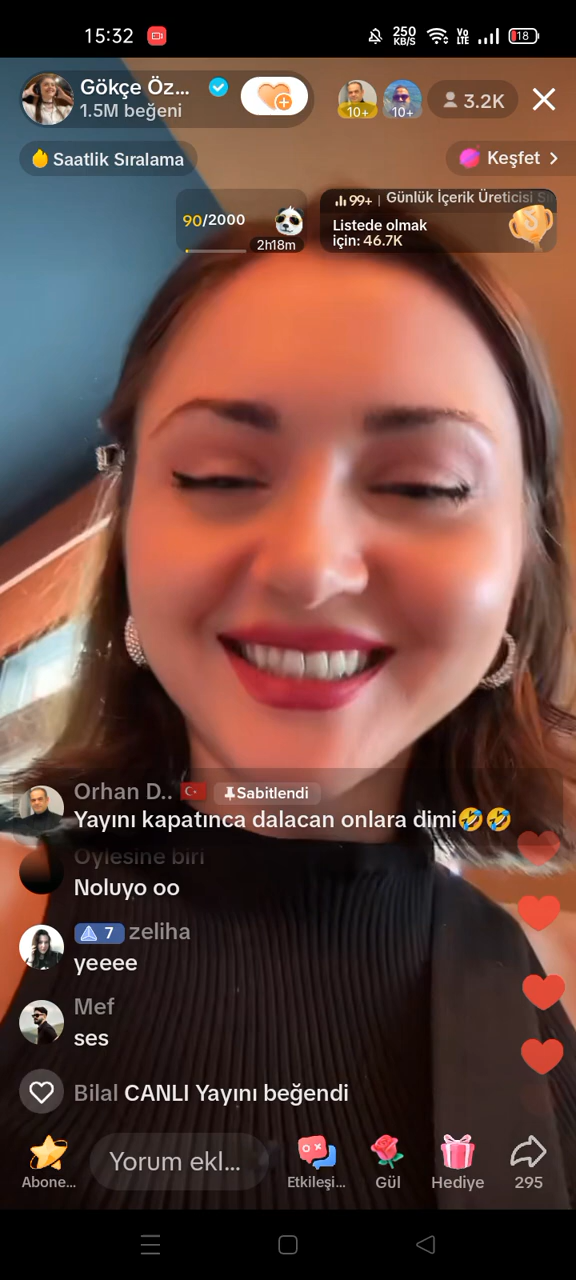 15:32
250
KB/S
Vo
LTE
18
Gökçe Öz...
1.5M beğeni
10+
10+
3.2K
Saatlik Sıralama
Keşfet
90/2000
2h18m
99+ | Günlük İçerik Üreticisi
Listede olmak
için: 46.7K
Orhan D.. Sabitlendi
Yayını kapatınca dalacan onlara dimi🤣🤣
Öylesine biri
Noluyo oo
7 zeliha
yeeee
Mef
ses
Bilal CANLI Yayını beğendi
Abone...
Yorum ekl...
Etkileşi...
Gül
Hediye
295